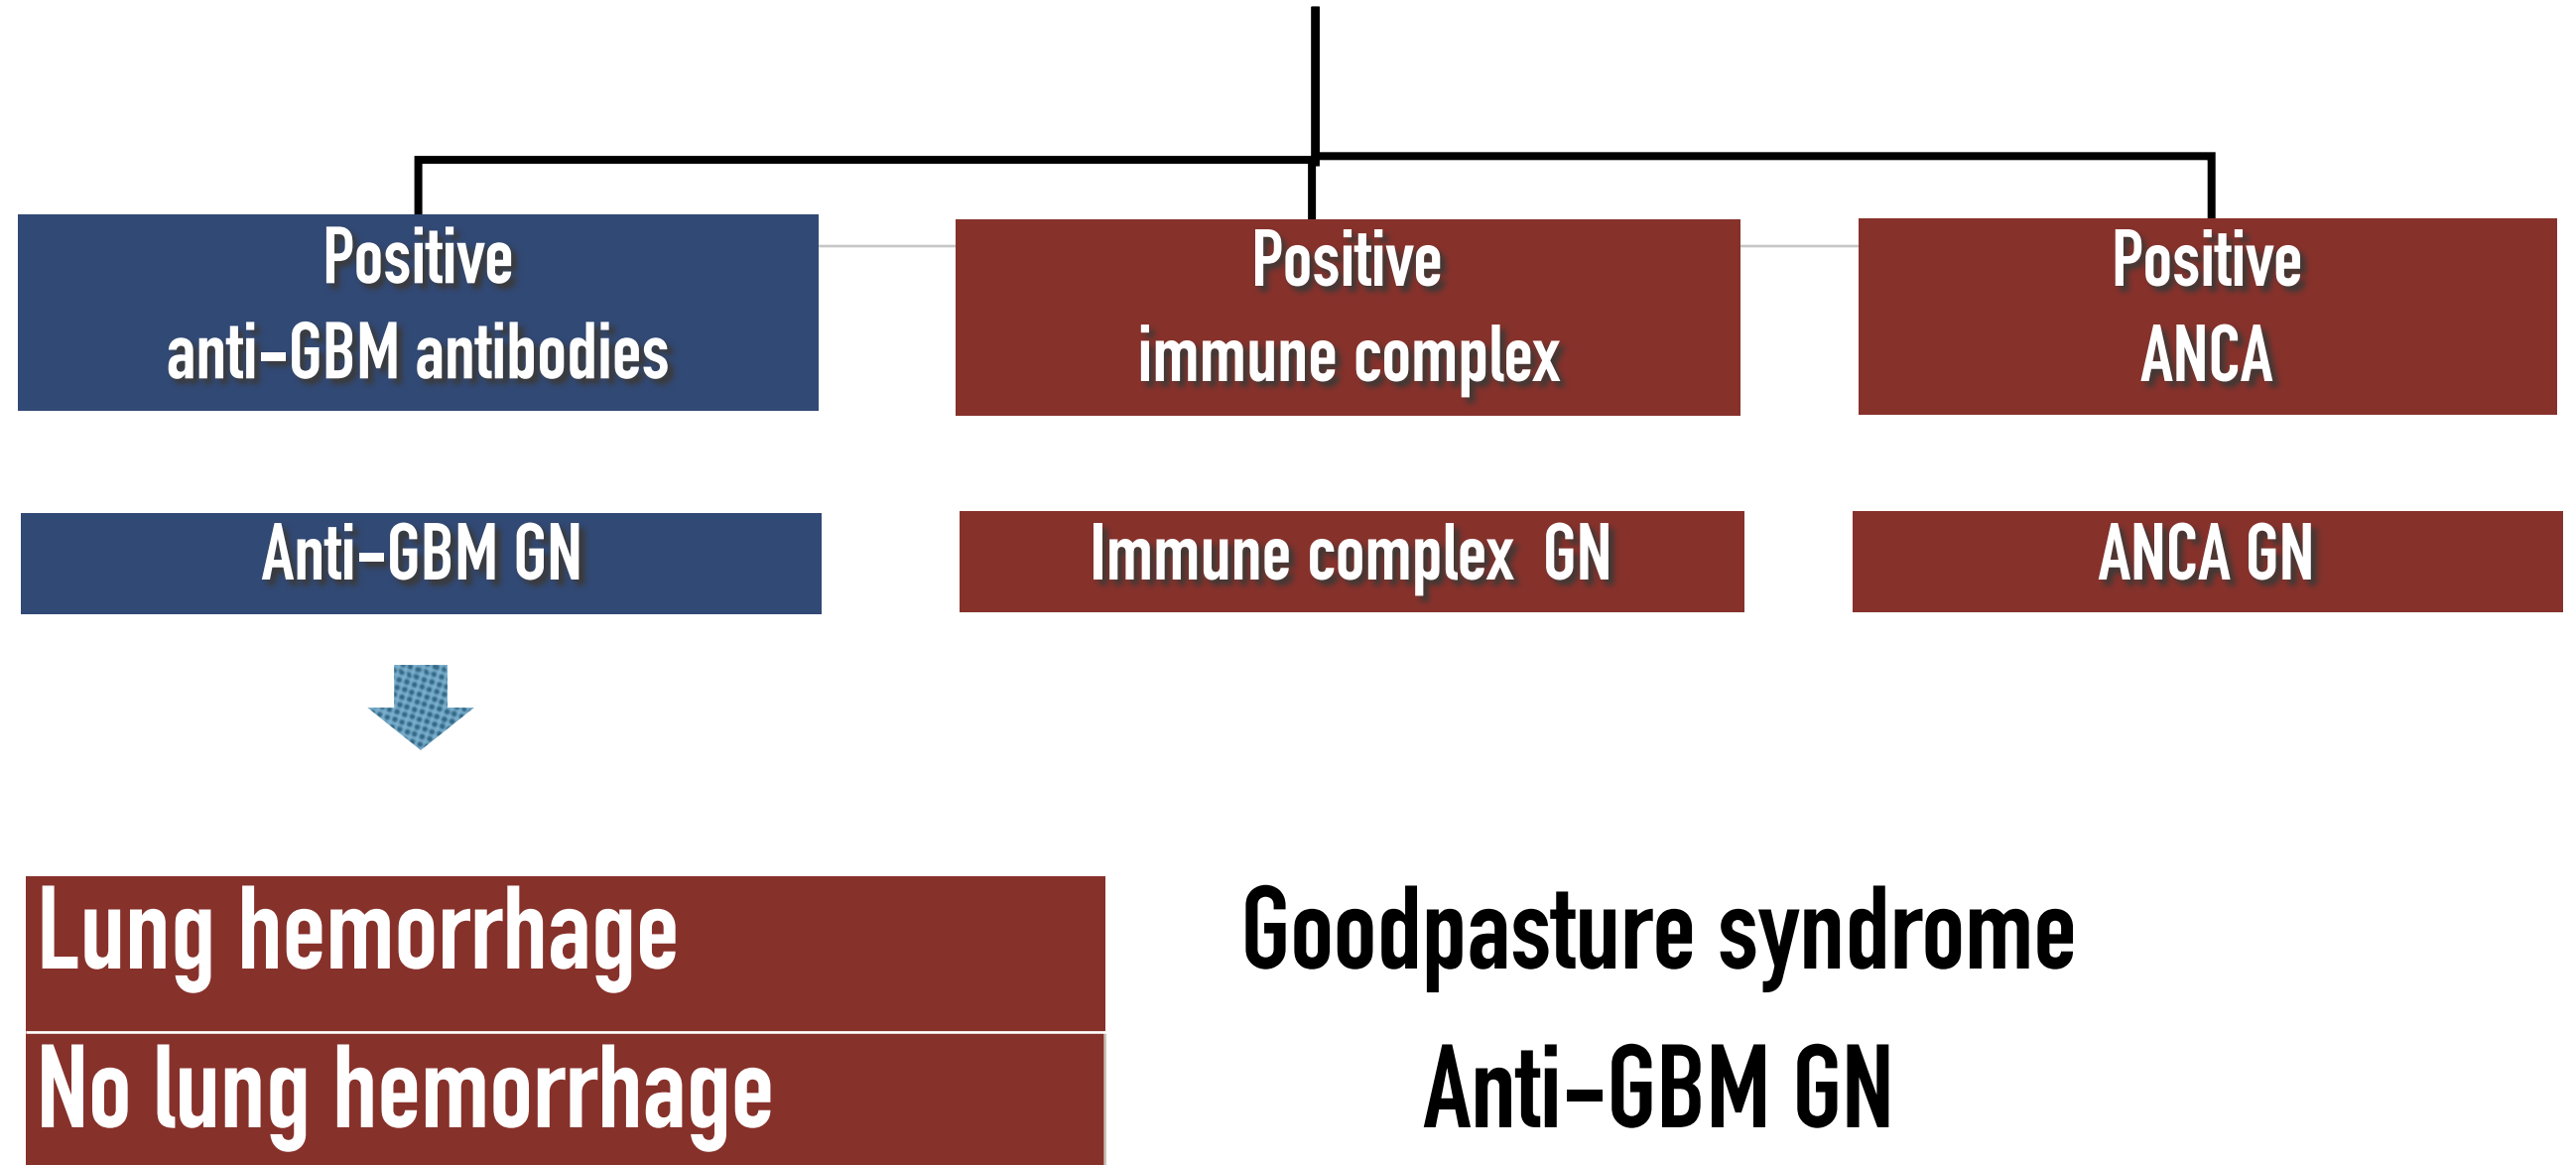 Positive
anti-GBM antibodies
Positive
immune complex
Positive
ANCA
Anti-GBM GN
Immune complex GN
ANCA GN
Lung hemorrhage
Goodpasture syndrome
No lung hemorrhage
Anti-GBM GN